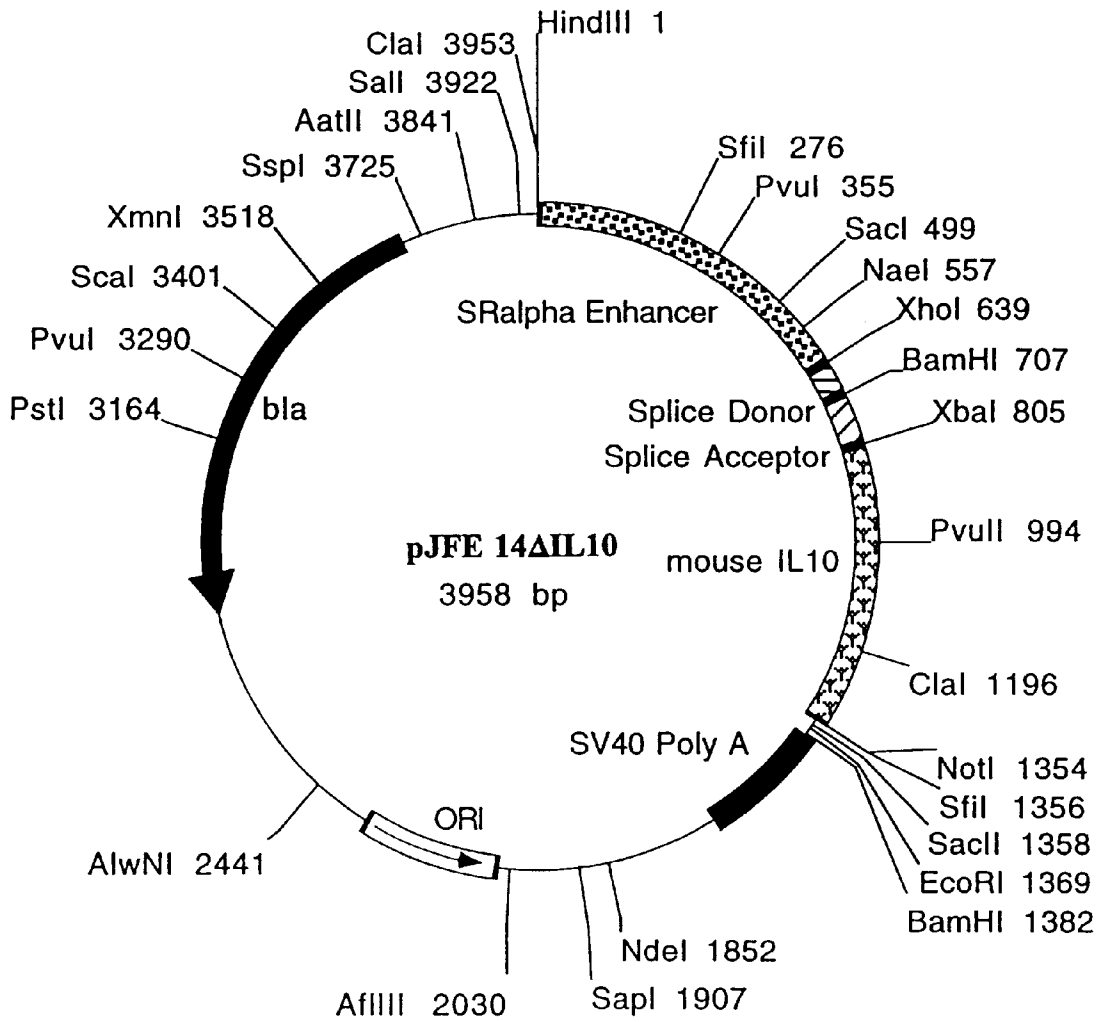 HindIII 1
ClaI 3953
SalI 3922
AatII 3841
SspI 3725
XmnI 3518
ScaI 3401
PvuI 3290
PstI 3164
SfiI 276
PvuI 355
SacI 499
NaeI 557
XhoI 639
BamHI 707
XbaI 805
SRalpha Enhancer
bla
Splice Donor
Splice Acceptor
PvuII 994
pJFE 14ΔIL10
3958 bp
mouse IL10
ClaI 1196
SV40 Poly A
NotI 1354
SfiI 1356
SacII 1358
EcoRI 1369
BamHI 1382
ORI
AlwNI 2441
NdeI 1852
SapI 1907
AflIII 2030